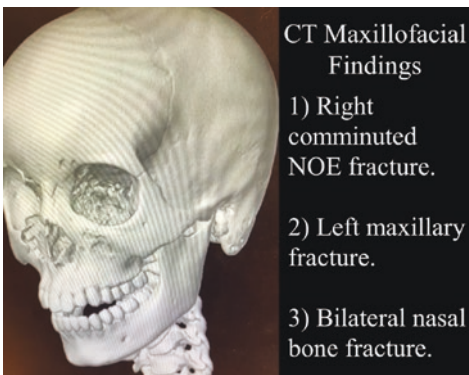 CT Maxillofacial
Findings
1) Right
comminuted
NOE fracture.
2) Left maxillary
fracture.
3) Bilateral nasal
bone fracture.